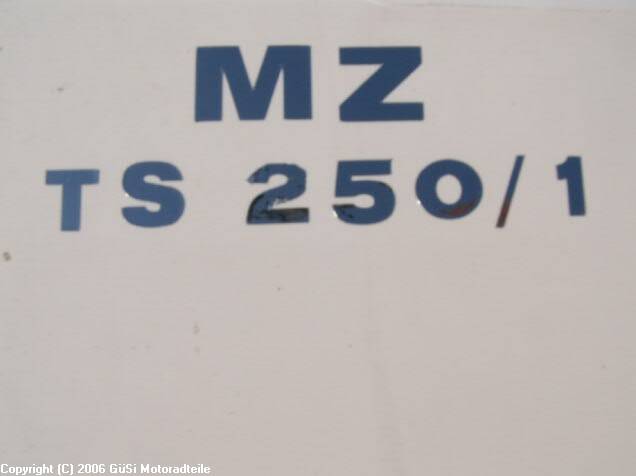 MZ
TS 250/1
Copyright (C) 2006 GüSi Motoradteile